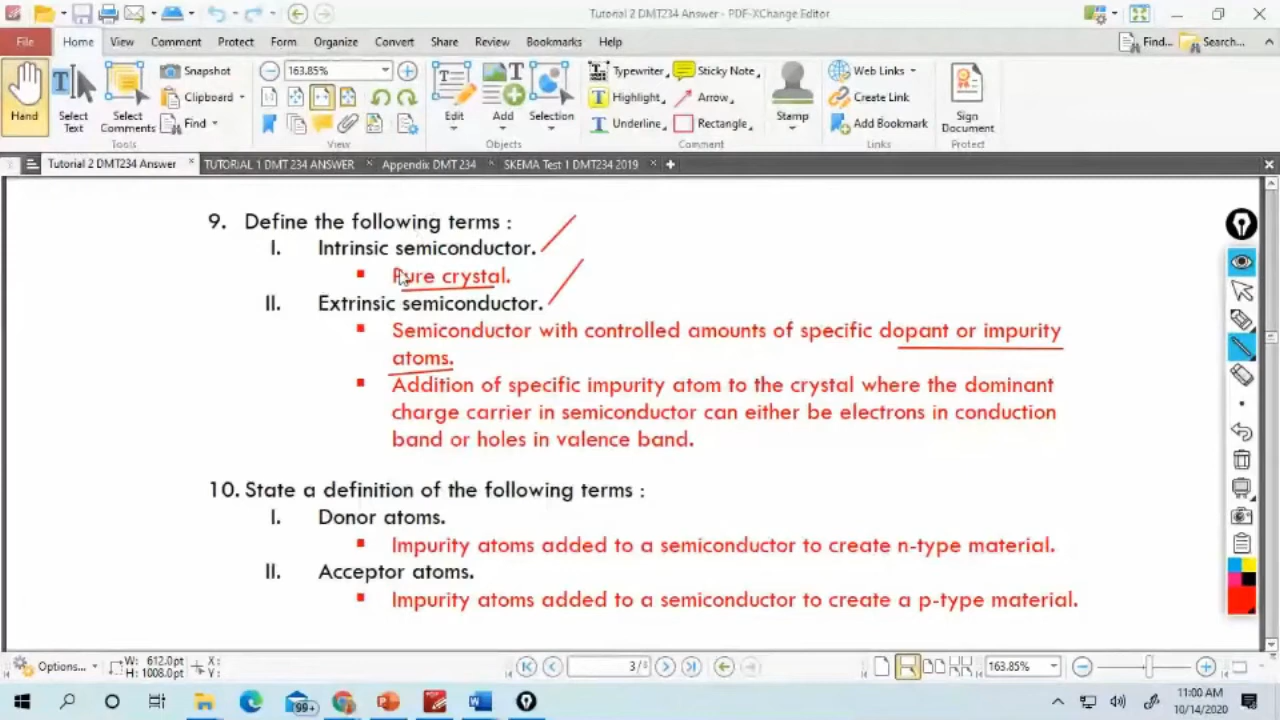 Tutorial 2 DMT234 Answer - PDF-XChange Editor
File Home View Comment Protect Form Organize Convert Share Review Bookmarks Help Find... Search...
Snapshot 163.85% Typewriter Sticky Note Web Links
Clipboard Highlight Arrow Create Link
Hand Select Text Select Comments Find Edit Add Selection Underline Rectangle Stamp Add Bookmark Sign Document
Tools View Objects Comment Links Protect
Tutorial 2 DMT234 Answer TUTORIAL 1 DMT 234 ANSWER Appendix DMT 234 SKEMA Test 1 DMT234 2019
9. Define the following terms :
I. Intrinsic semiconductor.
Pure crystal.
II. Extrinsic semiconductor.
Semiconductor with controlled amounts of specific dopant or impurity
atoms.
Addition of specific impurity atom to the crystal where the dominant
charge carrier in semiconductor can either be electrons in conduction
band or holes in valence band.
10. State a definition of the following terms :
I. Donor atoms.
Impurity atoms added to a semiconductor to create n-type material.
II. Acceptor atoms.
Impurity atoms added to a semiconductor to create a p-type material.
Options... W: 612.0pt X:
H: 1008.0pt Y:
3/ 163.85%
99+
11:00 AM
10/14/2020